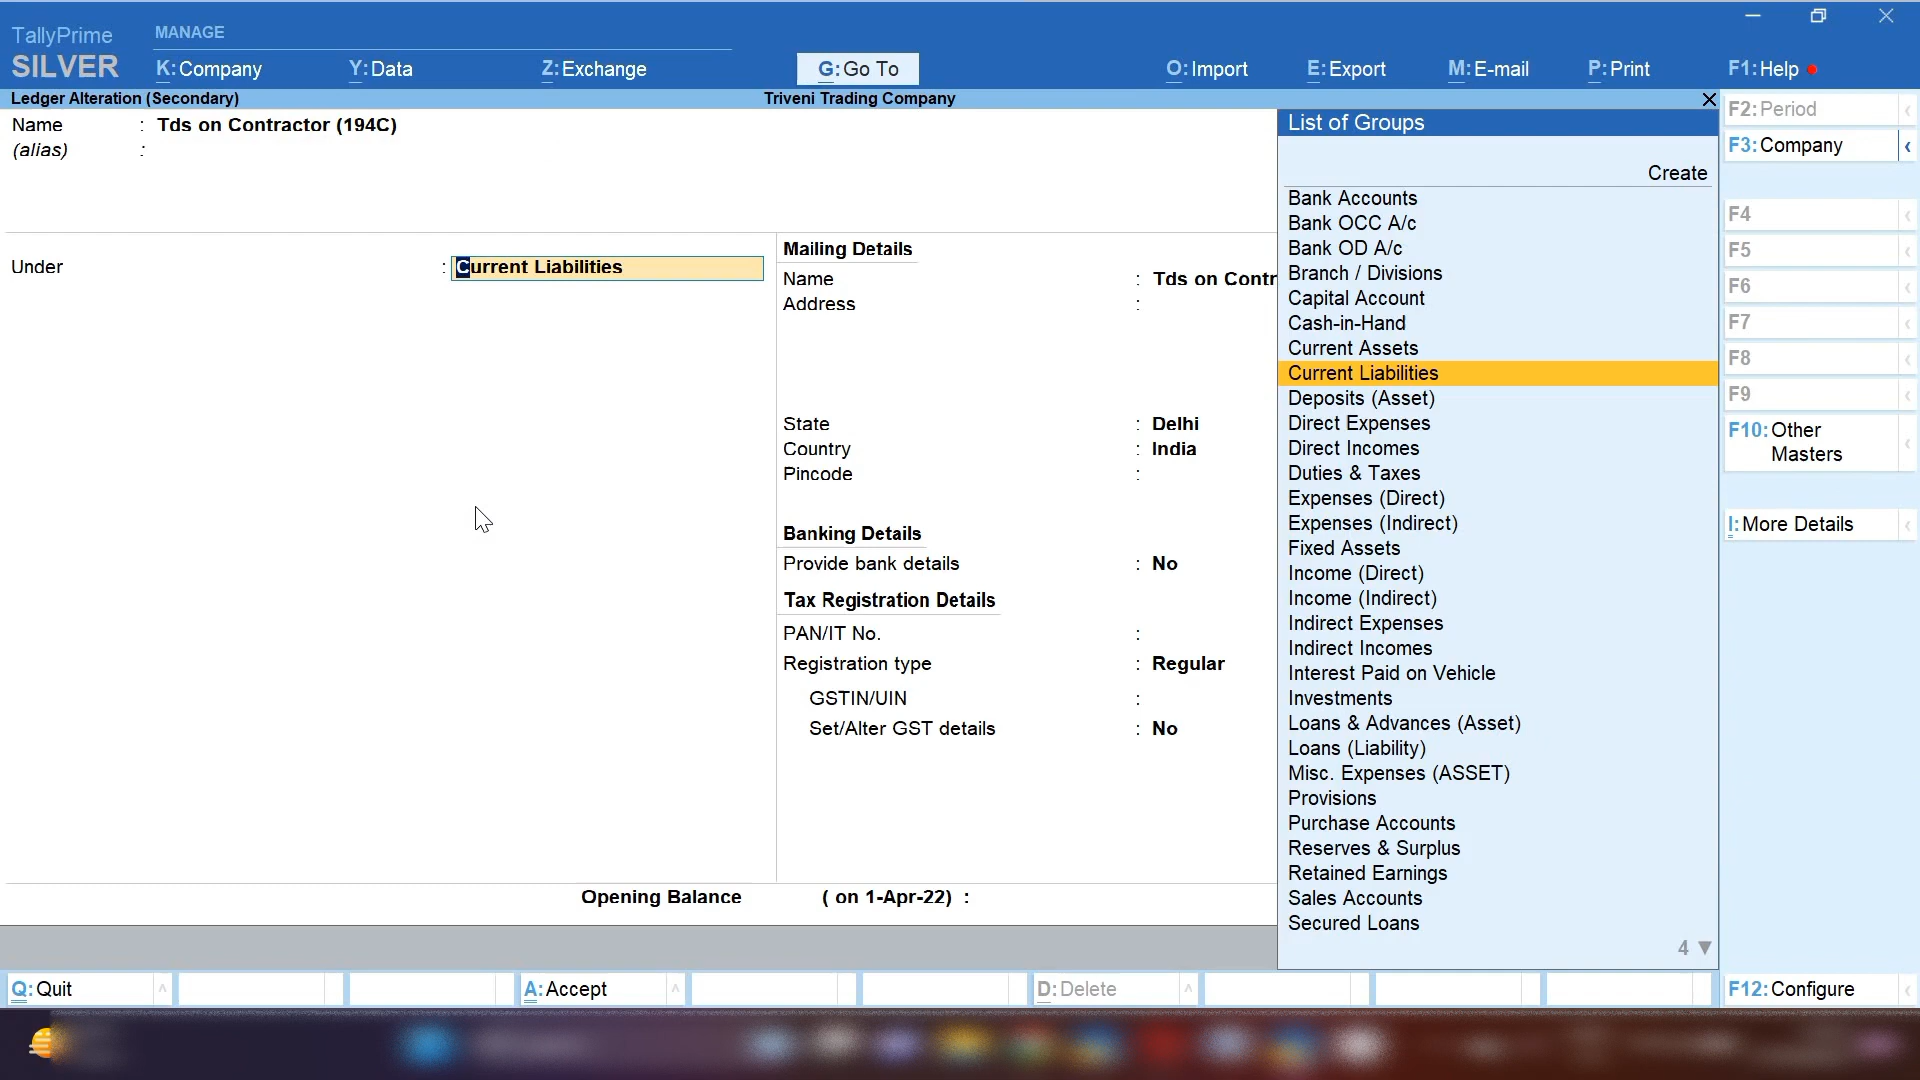 TallyPrime
SILVER
MANAGE
K:Company
Y:Data
Z:Exchange
G:Go To
O:Import
E:Export
M:E-mail
P:Print
F1:Help
Ledger Alteration (Secondary)
Triveni Trading Company
Name : Tds on Contractor (194C)
(alias) :
Under : Current Liabilities
Mailing Details
Name : Tds on Contr
Address :
State : Delhi
Country : India
Pincode :
Banking Details
Provide bank details : No
Tax Registration Details
PAN/IT No. :
Registration type : Regular
GSTIN/UIN :
Set/Alter GST details : No
Opening Balance ( on 1-Apr-22) :
List of Groups
Create
Bank Accounts
Bank OCC A/c
Bank OD A/c
Branch / Divisions
Capital Account
Cash-in-Hand
Current Assets
Current Liabilities
Deposits (Asset)
Direct Expenses
Direct Incomes
Duties & Taxes
Expenses (Direct)
Expenses (Indirect)
Fixed Assets
Income (Direct)
Income (Indirect)
Indirect Expenses
Indirect Incomes
Interest Paid on Vehicle
Investments
Loans & Advances (Asset)
Loans (Liability)
Misc. Expenses (ASSET)
Provisions
Purchase Accounts
Reserves & Surplus
Retained Earnings
Sales Accounts
Secured Loans
4 ▼
F2:Period
F3:Company
F4
F5
F6
F7
F8
F9
F10:Other
Masters
I:More Details
F12:Configure
Q:Quit
A:Accept
D:Delete